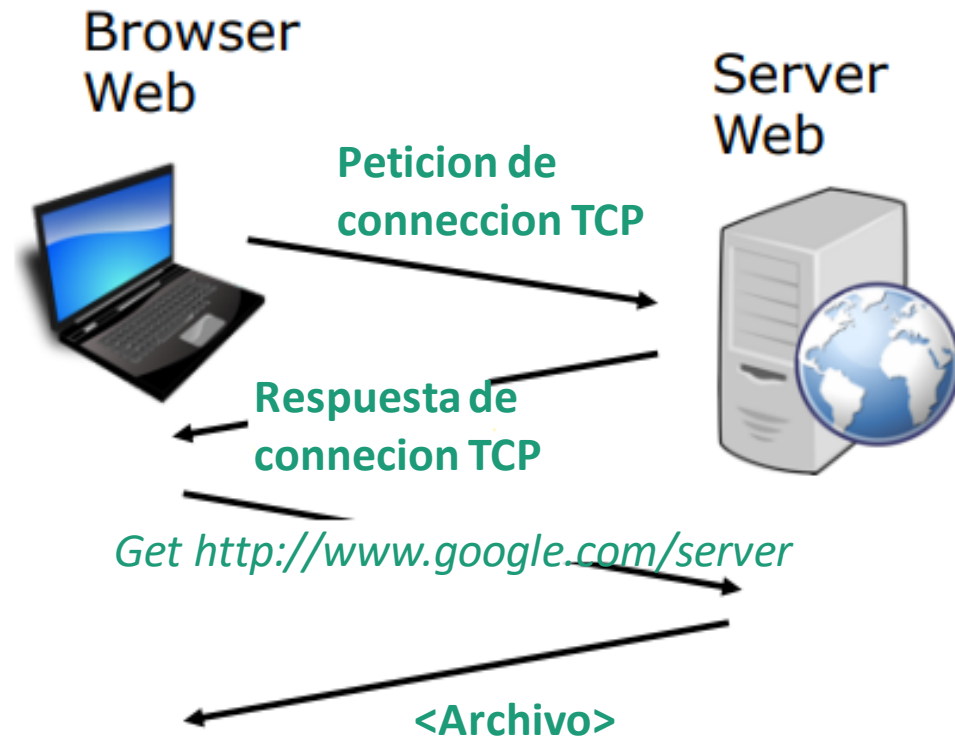 Browser
Web
Server
Web
Peticion de
conneccion TCP
Respuesta de
connecion TCP
Get http://www.google.com/server
<Archivo>